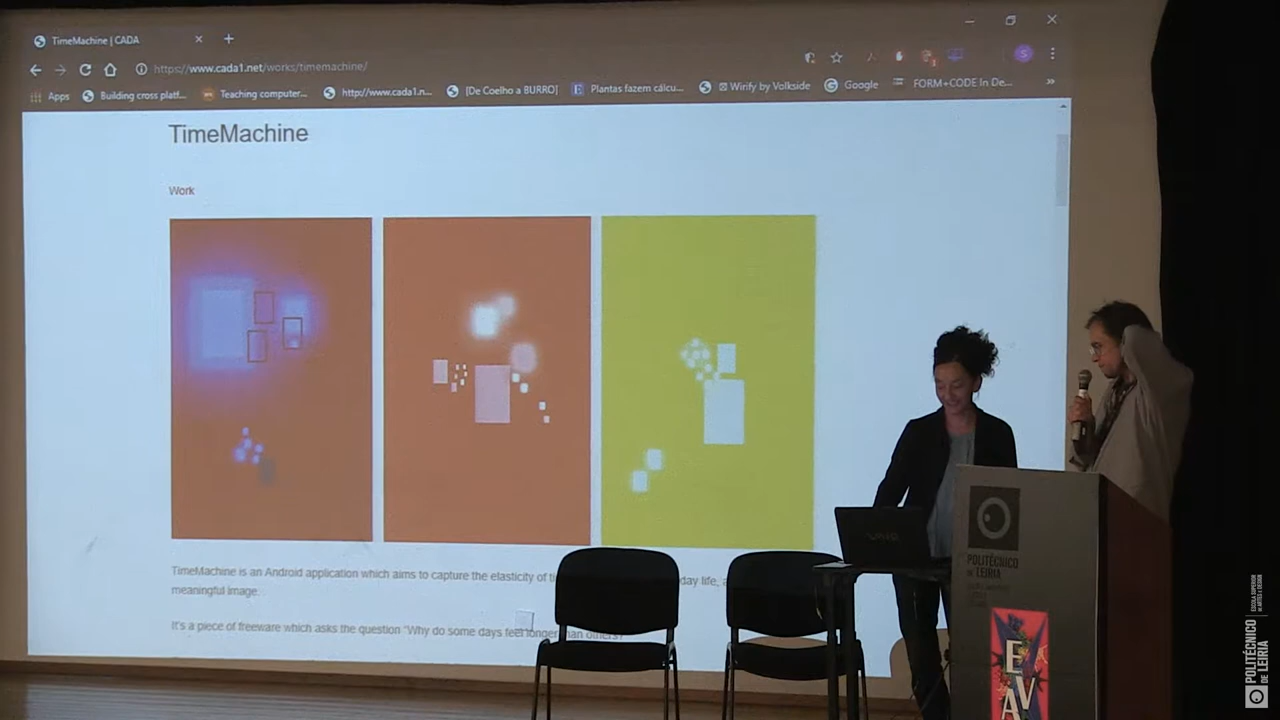 TimeMachine | CADA
https://www.cada1.net/works/timemachine/
Apps Building cross platf... Teaching computer... http://www.cada1.n... [De Coelho a BURRO] Plantas fazem cálcu... Wirify by Volkside Google FORM+CODE In De... »
TimeMachine
Work
TimeMachine is an Android application which aims to capture the elasticity of day life,
meaningful image.
It's a piece of freeware which asks the question "Why do some days feel longer than others?
POLITÉCNICO
DE LEIRIA
EV
A
POLITÉCNICO
DE LEIRIA